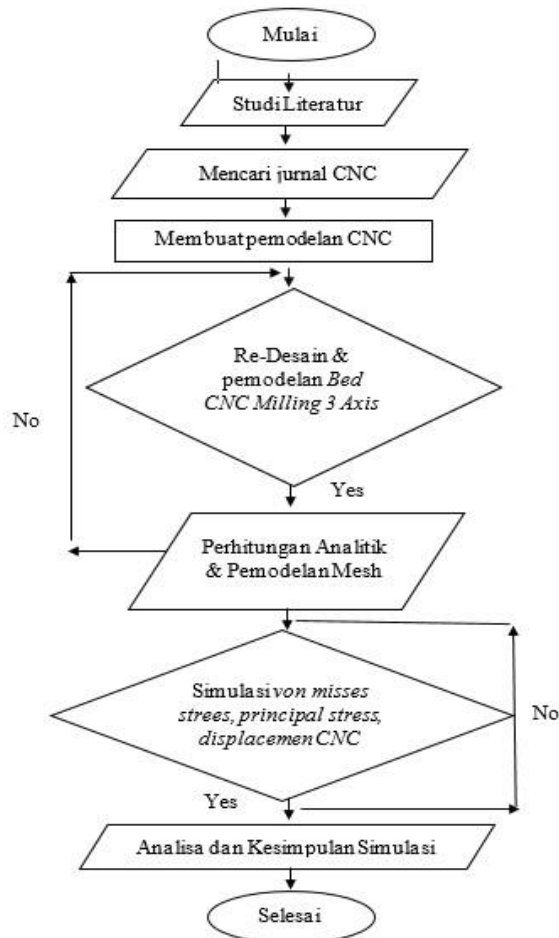 Mulai
Studi Literatur
Mencari jurnal CNC
Membuat pemodelan CNC
Re-Desain &
pemodelan Bed
CNC Milling 3 Axis
No
Yes
Perhitungan Analitik
& Pemodelan Mesh
Simulasi von misses
strees, principal stress,
displacemen CNC
No
Yes
Analisa dan Kesimpulan Simulasi
Selesai